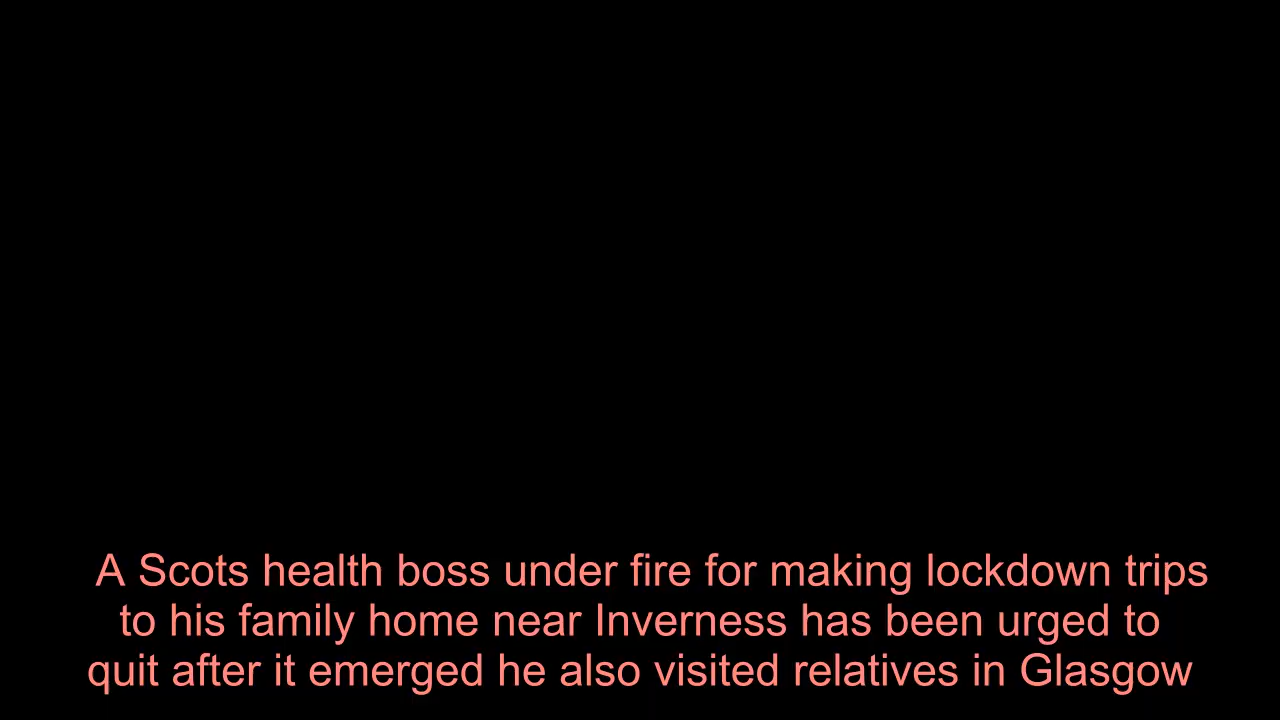 A Scots health boss under fire for making lockdown trips
to his family home near Inverness has been urged to
quit after it emerged he also visited relatives in Glasgow